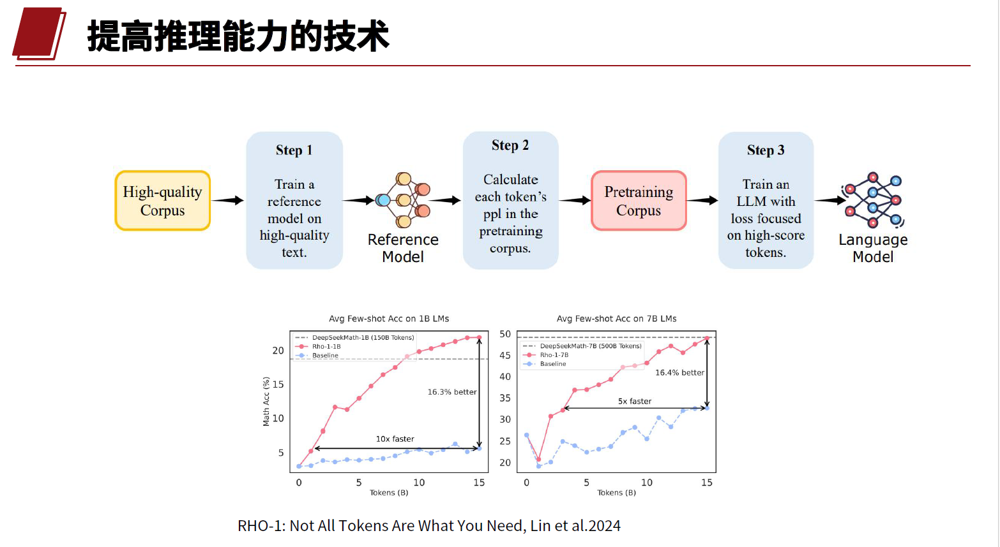 提高推理能力的技术
High-quality
Corpus
Step 1
Train a
reference
model on
high-quality
text.
Reference
Model
Step 2
Calculate
each token's
ppl in the
pretraining
corpus.
Pretraining
Corpus
Step 3
Train an
LLM with
loss focused
on high-score
tokens.
Language
Model
Avg Few-shot Acc on 1B LMs
DeepSeekMath-1B (150B Tokens)
Rho-1-1B
Baseline
Math Acc (%)
20
15
10
5
16.3% better
10x faster
0 5 10 15
Tokens (B)
Avg Few-shot Acc on 7B LMs
DeepSeekMath-7B (500B Tokens)
Rho-1-7B
Baseline
50
45
40
35
30
25
20
16.4% better
5x faster
0 5 10 15
Tokens (B)
RHO-1: Not All Tokens Are What You Need, Lin et al.2024